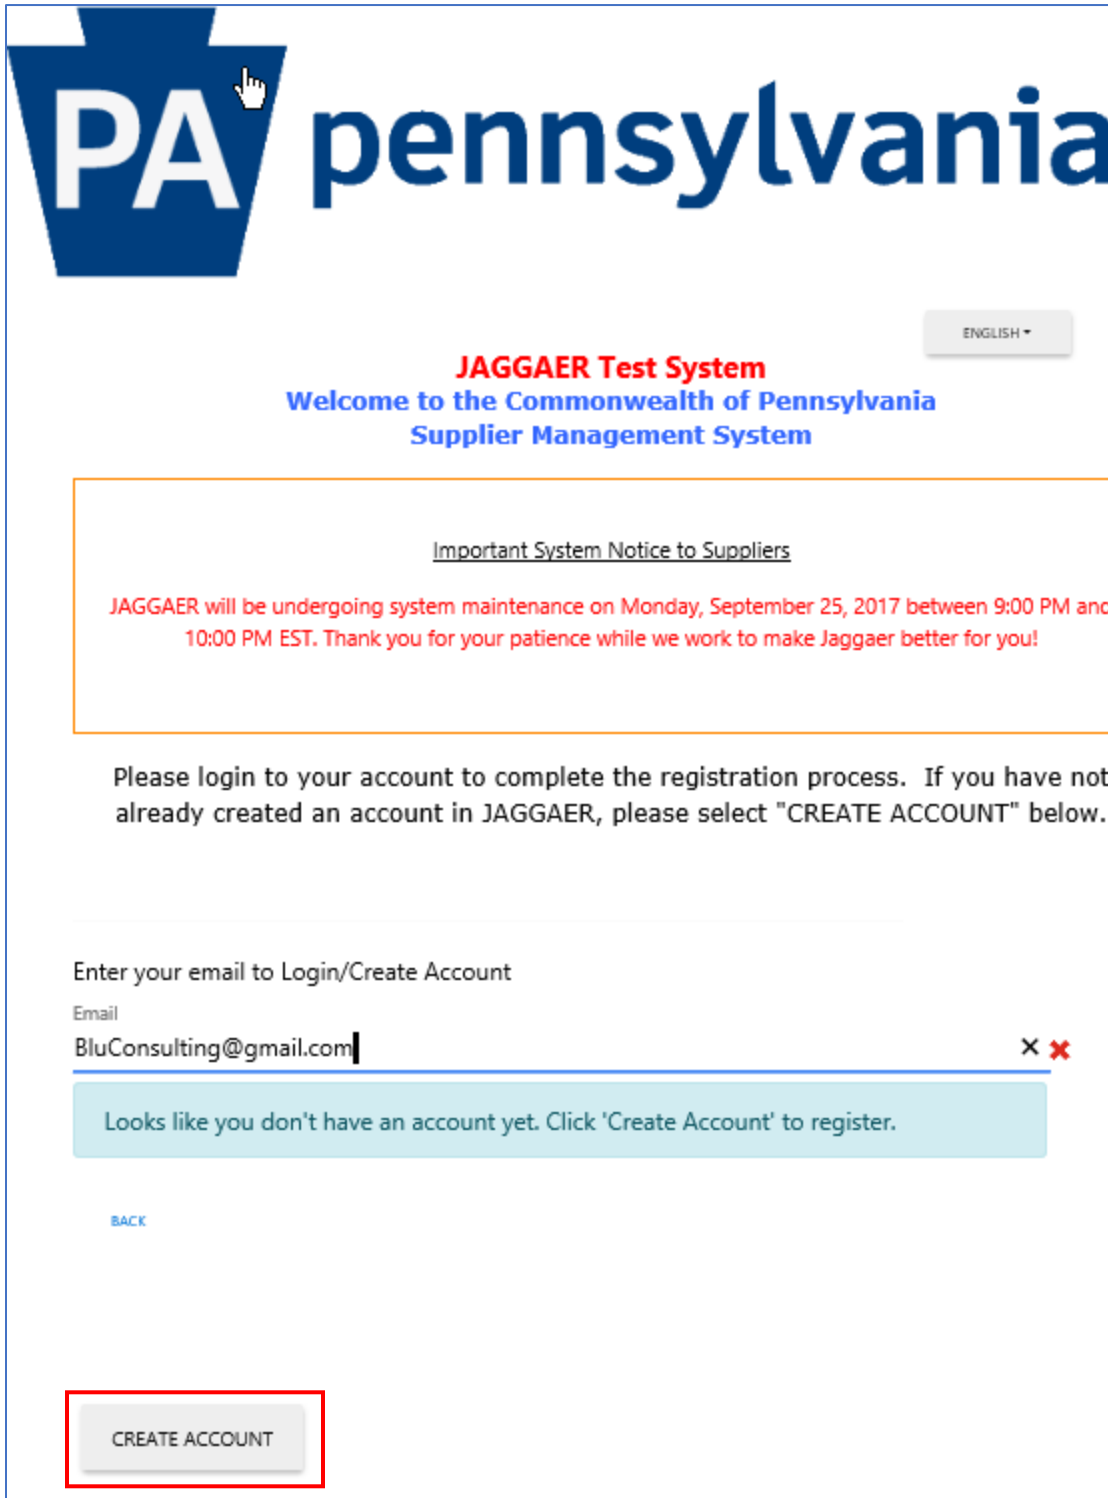 PA pennsylvania
ENGLISH
JAGGAER Test System
Welcome to the Commonwealth of Pennsylvania
Supplier Management System
Important System Notice to Suppliers
JAGGAER will be undergoing system maintenance on Monday, September 25, 2017 between 9:00 PM and
10:00 PM EST. Thank you for your patience while we work to make Jaggaer better for you!
Please login to your account to complete the registration process. If you have not
already created an account in JAGGAER, please select "CREATE ACCOUNT" below.
Enter your email to Login/Create Account
Email
BluConsulting@gmail.com
Looks like you don't have an account yet. Click 'Create Account' to register.
BACK
CREATE ACCOUNT